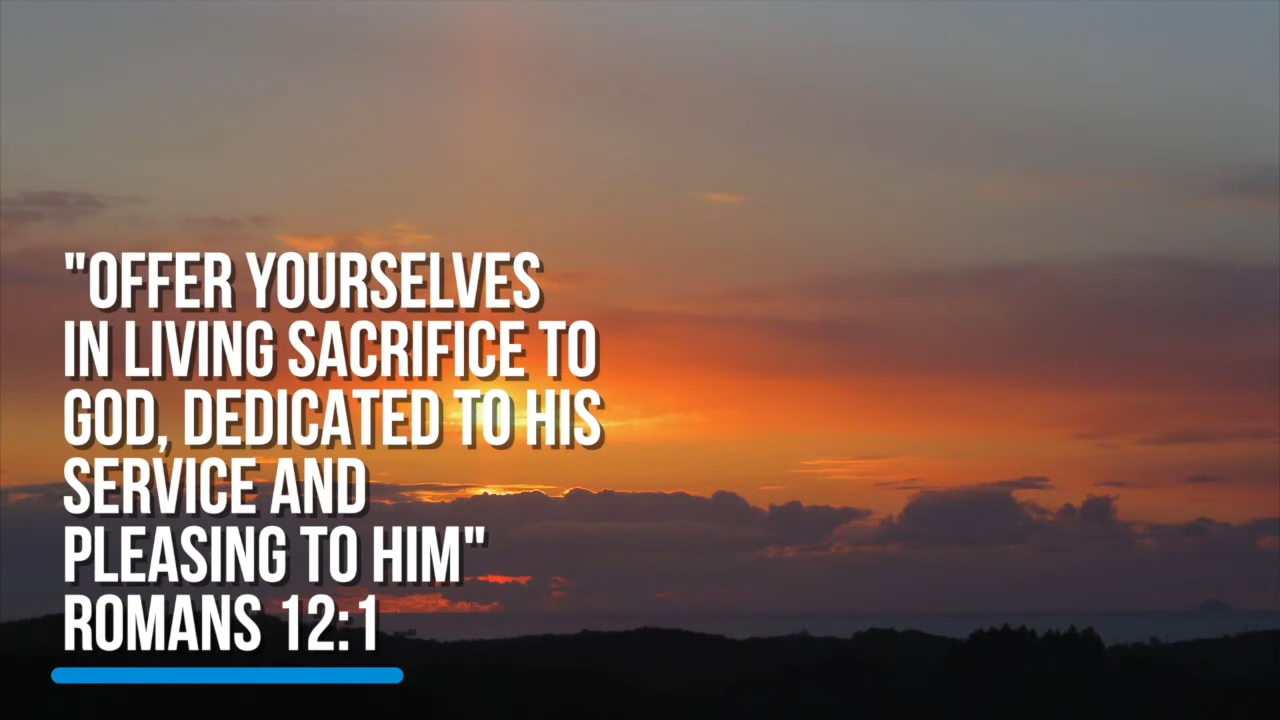 "OFFER YOURSELVES
IN LIVING SACRIFICE TO
GOD, DEDICATED TO HIS
SERVICE AND
PLEASING TO HIM"
ROMANS 12:1